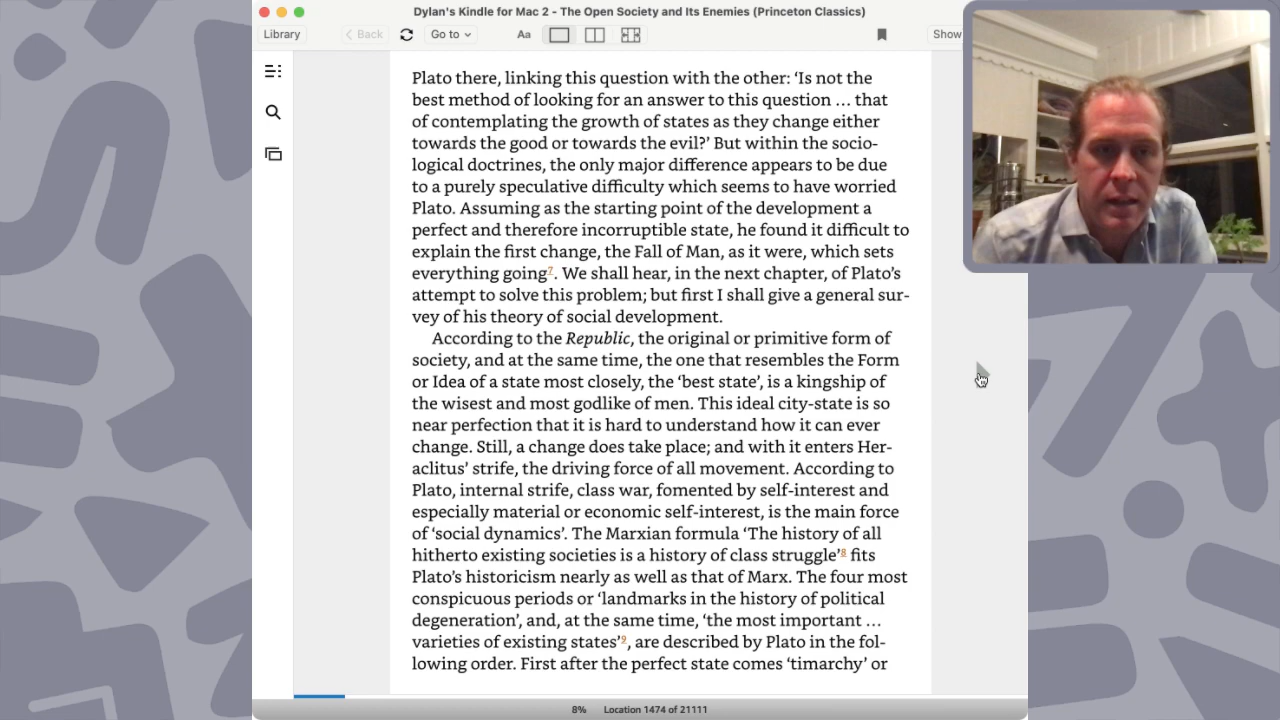 Dylan's Kindle for Mac 2 - The Open Society and Its Enemies (Princeton Classics)
Library
Back
Go to
Aa
Show
Plato there, linking this question with the other: ‘Is not the
best method of looking for an answer to this question … that
of contemplating the growth of states as they change either
towards the good or towards the evil?’ But within the socio-
logical doctrines, the only major difference appears to be due
to a purely speculative difficulty which seems to have worried
Plato. Assuming as the starting point of the development a
perfect and therefore incorruptible state, he found it difficult to
explain the first change, the Fall of Man, as it were, which sets
everything going7. We shall hear, in the next chapter, of Plato’s
attempt to solve this problem; but first I shall give a general sur-
vey of his theory of social development.
According to the Republic, the original or primitive form of
society, and at the same time, the one that resembles the Form
or Idea of a state most closely, the ‘best state’, is a kingship of
the wisest and most godlike of men. This ideal city-state is so
near perfection that it is hard to understand how it can ever
change. Still, a change does take place; and with it enters Her-
aclitus’ strife, the driving force of all movement. According to
Plato, internal strife, class war, fomented by self-interest and
especially material or economic self-interest, is the main force
of ‘social dynamics’. The Marxian formula ‘The history of all
hitherto existing societies is a history of class struggle’8 fits
Plato’s historicism nearly as well as that of Marx. The four most
conspicuous periods or ‘landmarks in the history of political
degeneration’, and, at the same time, ‘the most important …
varieties of existing states’9, are described by Plato in the fol-
lowing order. First after the perfect state comes ‘timarchy’ or
8% Location 1474 of 21111